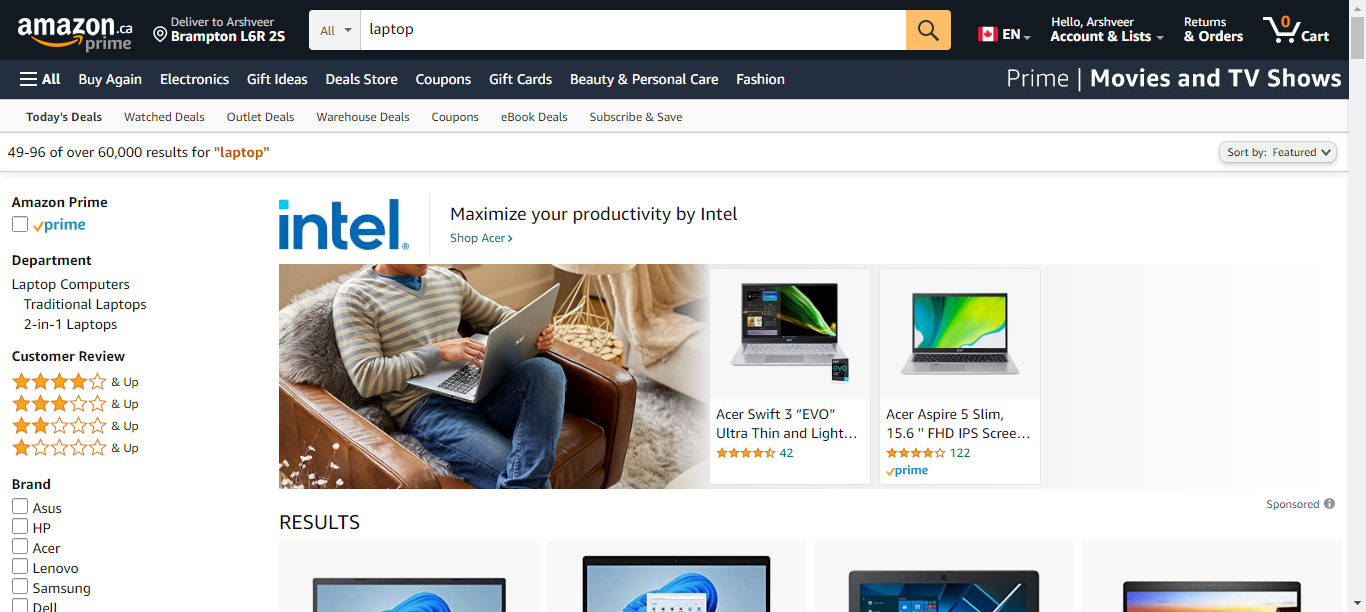 amazon.ca
prime
Deliver to Arshveer
Brampton L6R 2S
All
laptop
EN
Hello, Arshveer
Account & Lists
Returns
& Orders
0
Cart
All
Buy Again
Electronics
Gift Ideas
Deals Store
Coupons
Gift Cards
Beauty & Personal Care
Fashion
Prime | Movies and TV Shows
Today's Deals
Watched Deals
Outlet Deals
Warehouse Deals
Coupons
eBook Deals
Subscribe & Save
49-96 of over 60,000 results for "laptop"
Sort by: Featured
Amazon Prime
prime
Department
Laptop Computers
Traditional Laptops
2-in-1 Laptops
Customer Review
& Up
& Up
& Up
& Up
Brand
Asus
HP
Acer
Lenovo
Samsung
Dell
intel®
Maximize your productivity by Intel
Shop Acer ›
acer
evo
Acer Swift 3 "EVO"
Ultra Thin and Light…
42
Acer Aspire 5 Slim,
15.6 " FHD IPS Scree…
122
prime
Sponsored
RESULTS